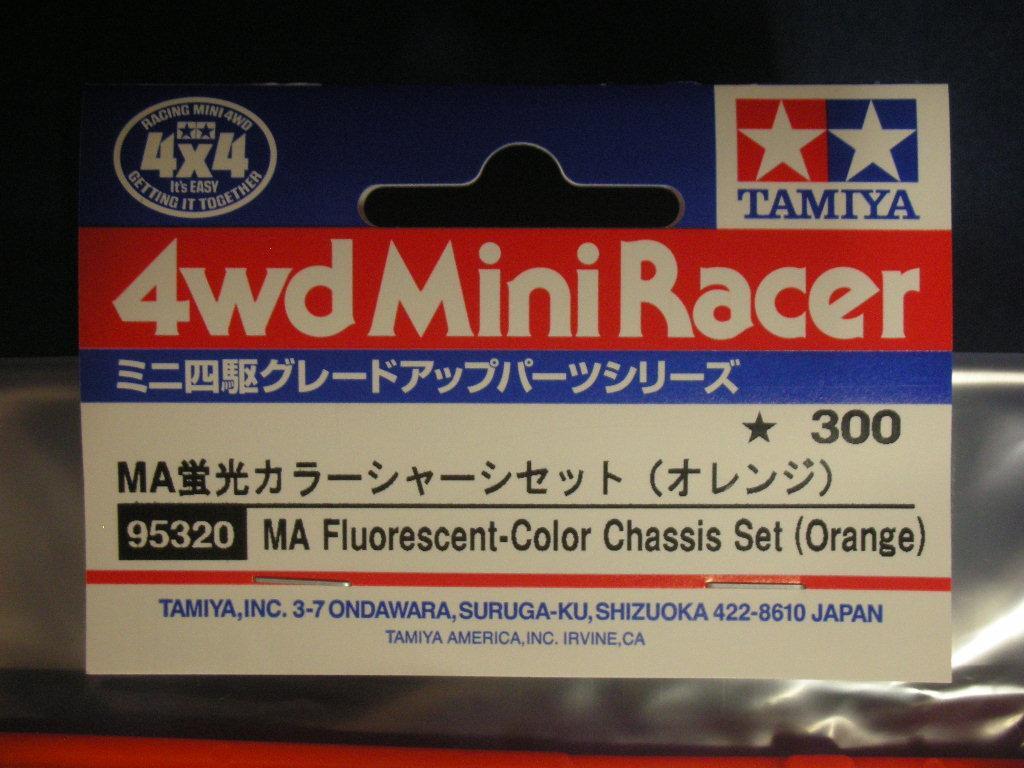 RACING MINI 4WD
4x4
It's EASY
GETTING IT TOGETHER
TAMIYA
4wd Mini Racer
ミニ四駆グレードアップパーツシリーズ
★ 300
MA蛍光カラーシャーシセット（オレンジ）
95320 MA Fluorescent-Color Chassis Set (Orange)
TAMIYA,INC. 3-7 ONDAWARA,SURUGA-KU,SHIZUOKA 422-8610 JAPAN
TAMIYA AMERICA,INC. IRVINE,CA